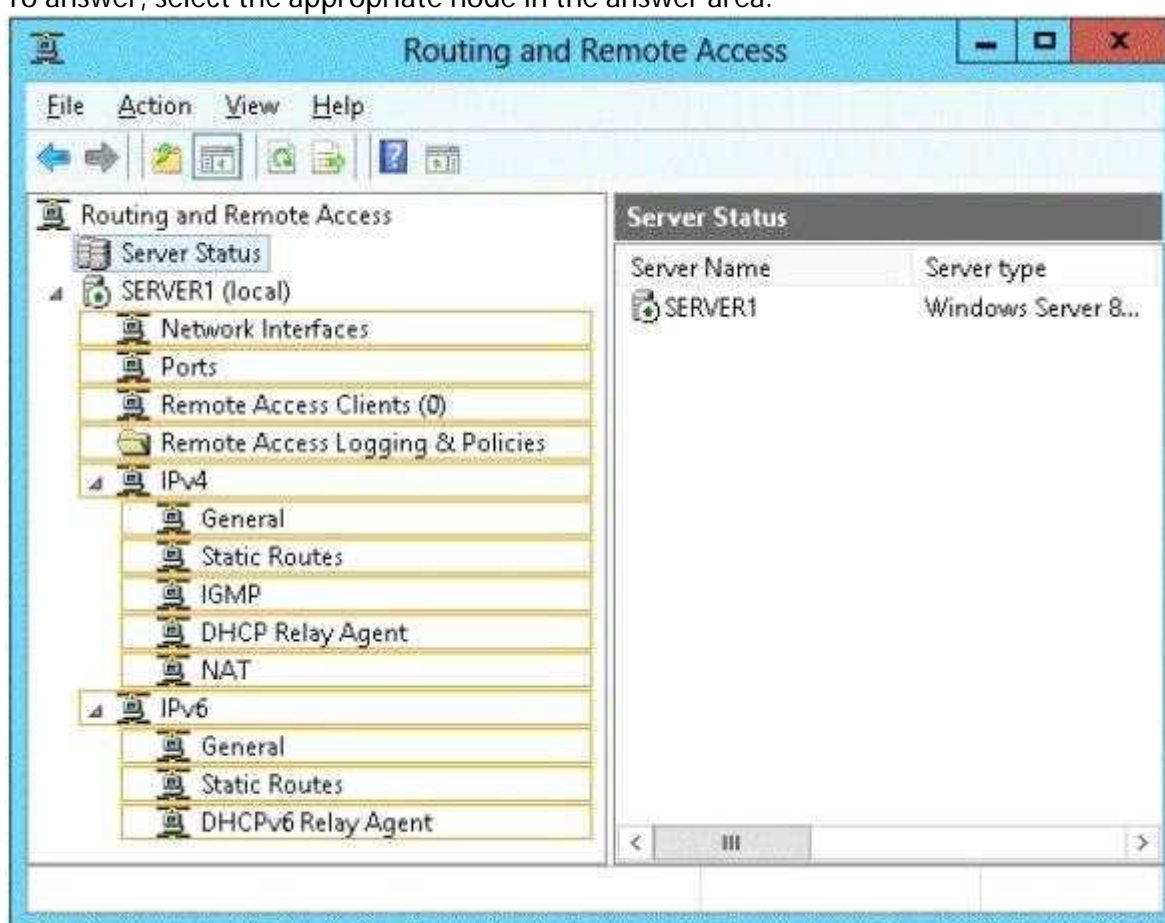 To answer, select the appropriate node in the answer area.
Routing and Remote Access
File Action View Help
Routing and Remote Access
Server Status
SERVER1 (local)
Network Interfaces
Ports
Remote Access Clients (0)
Remote Access Logging & Policies
IPv4
General
Static Routes
IGMP
DHCP Relay Agent
NAT
IPv6
General
Static Routes
DHCPv6 Relay Agent
Server Status
Server Name Server type
SERVER1 Windows Server 8...